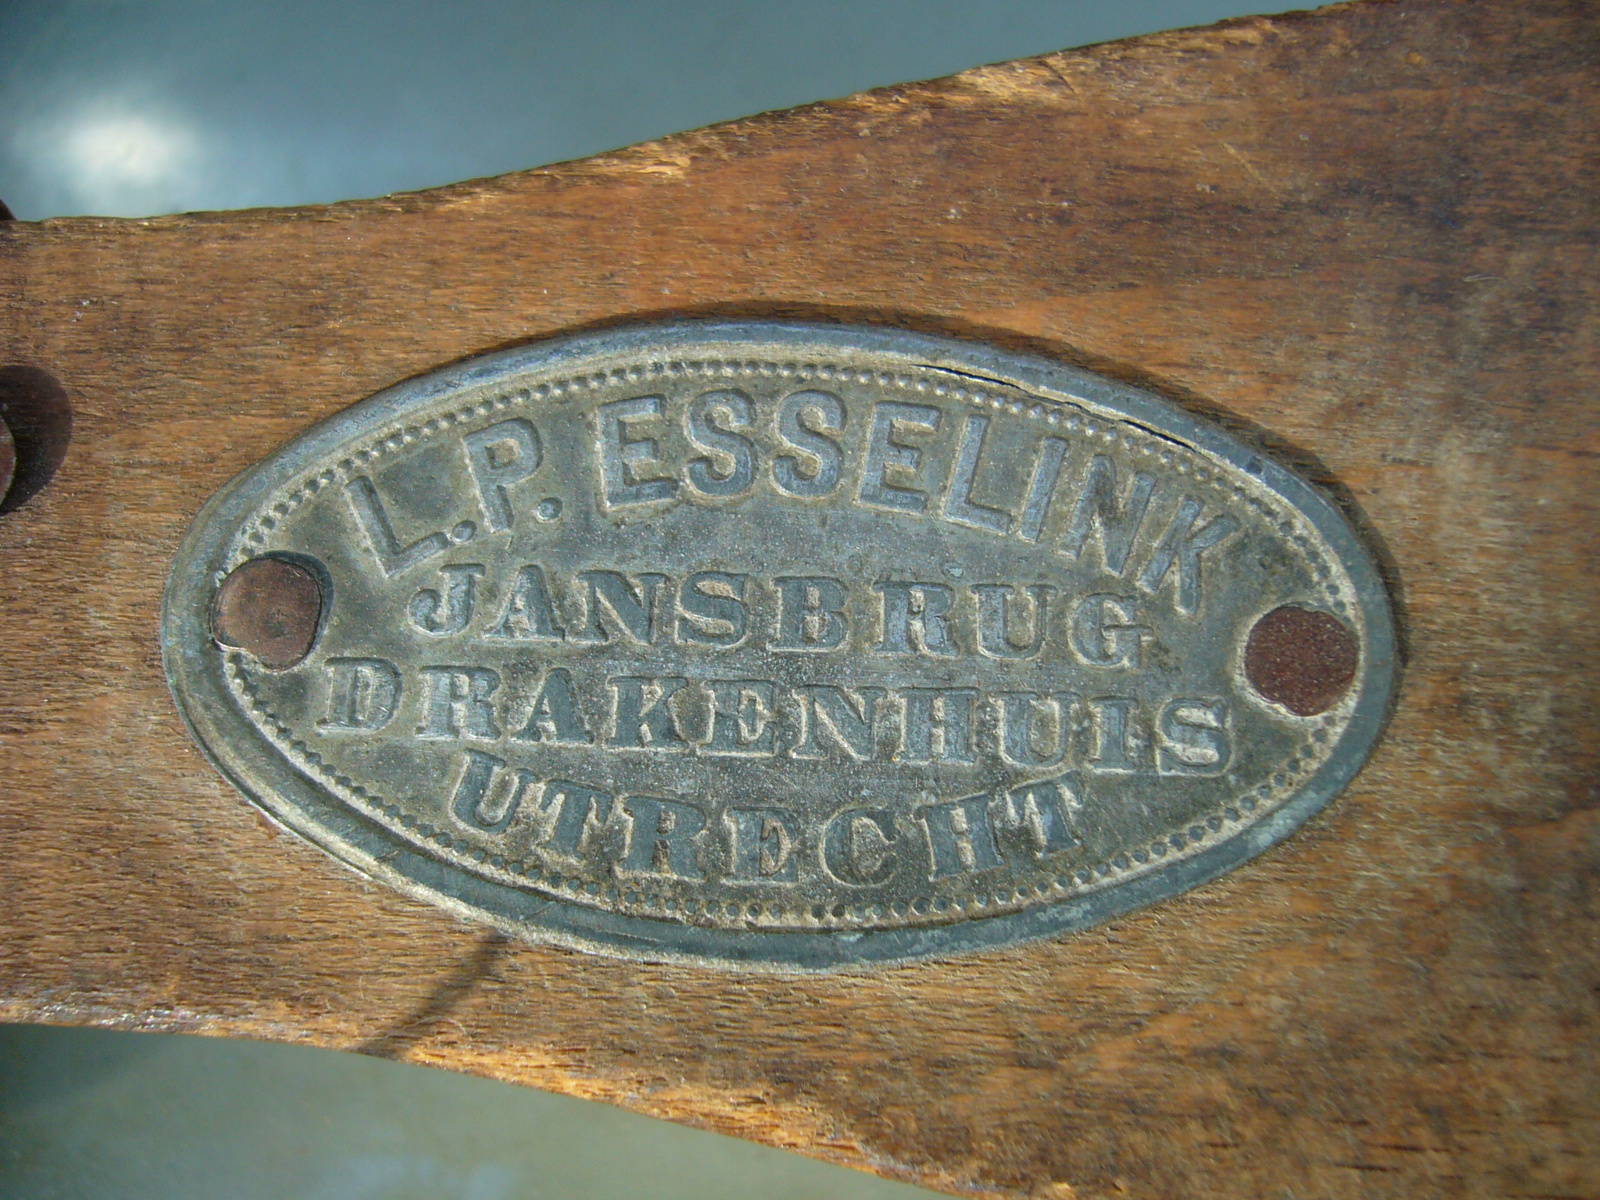 L.P. ESSELINK
JANSBRUG
DRAKENHUIS
UTRECHT